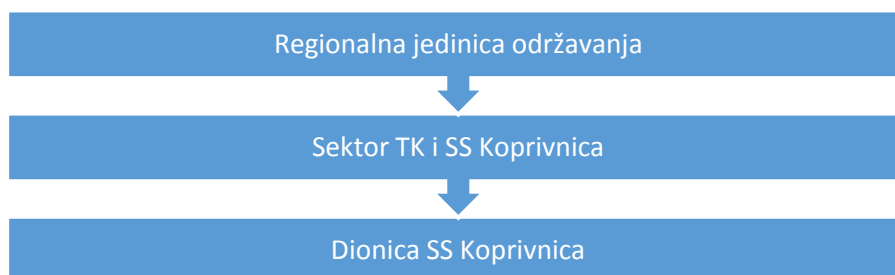 Regionalna jedinica održavanja
Sektor TK i SS Koprivnica
Dionica SS Koprivnica